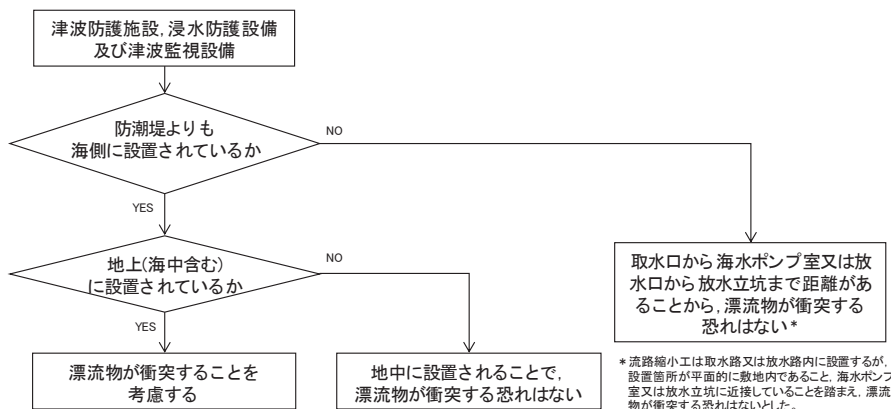 津波防護施設，浸水防護設備
及び津波監視設備
防潮堤よりも
海側に設置されているか
NO
YES
地上(海中含む)
に設置されているか
NO
YES
取水口から海水ポンプ室又は放
水口から放水立坑まで距離があ
ることから，漂流物が衝突する
恐れはない*
漂流物が衝突することを
考慮する
地中に設置されることで，
漂流物が衝突する恐れはない
*流路縮小工は取水路又は放水路内に設置するが，
設置箇所が平面的に敷地内であること，海水ポンプ
室又は放水立坑に近接していることを踏まえ，漂流
物が衝突する恐れはないとした。